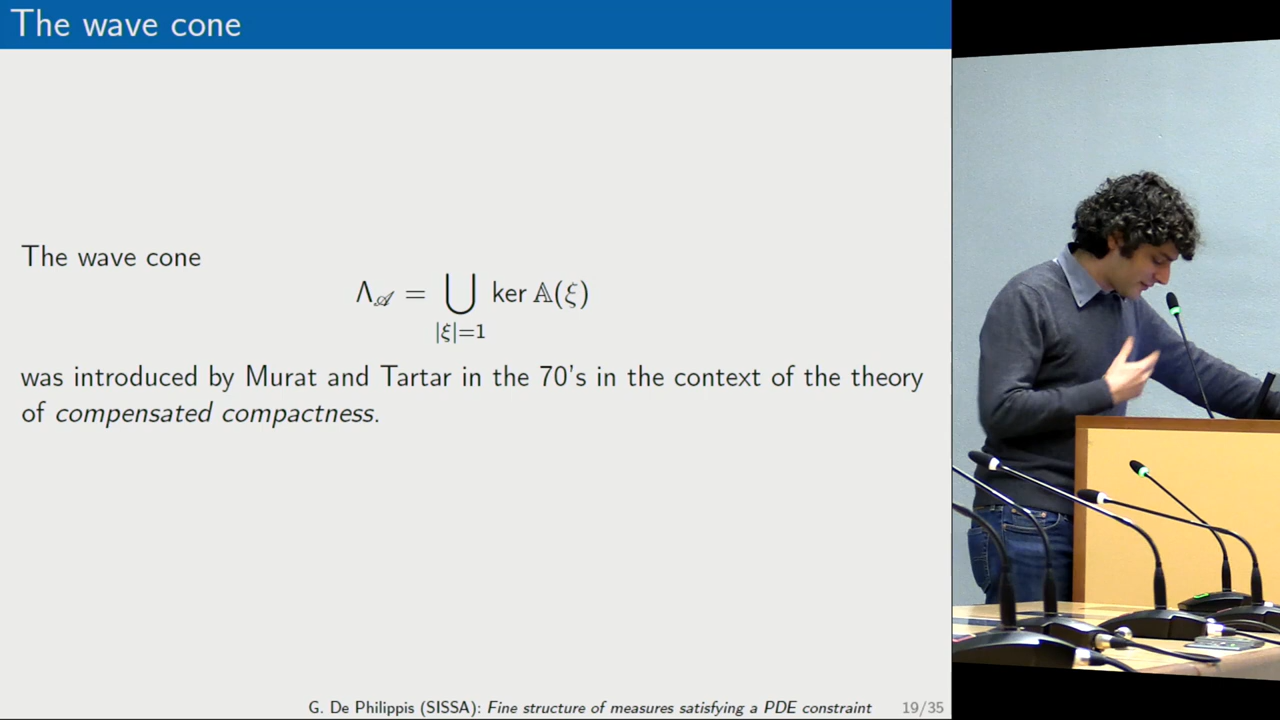 The wave cone
The wave cone
Λ_𝒜 = ⋃_{|ξ|=1} ker 𝔸(ξ)
was introduced by Murat and Tartar in the 70's in the context of the theory
of compensated compactness.
G. De Philippis (SISSA): Fine structure of measures satisfying a PDE constraint 19/35